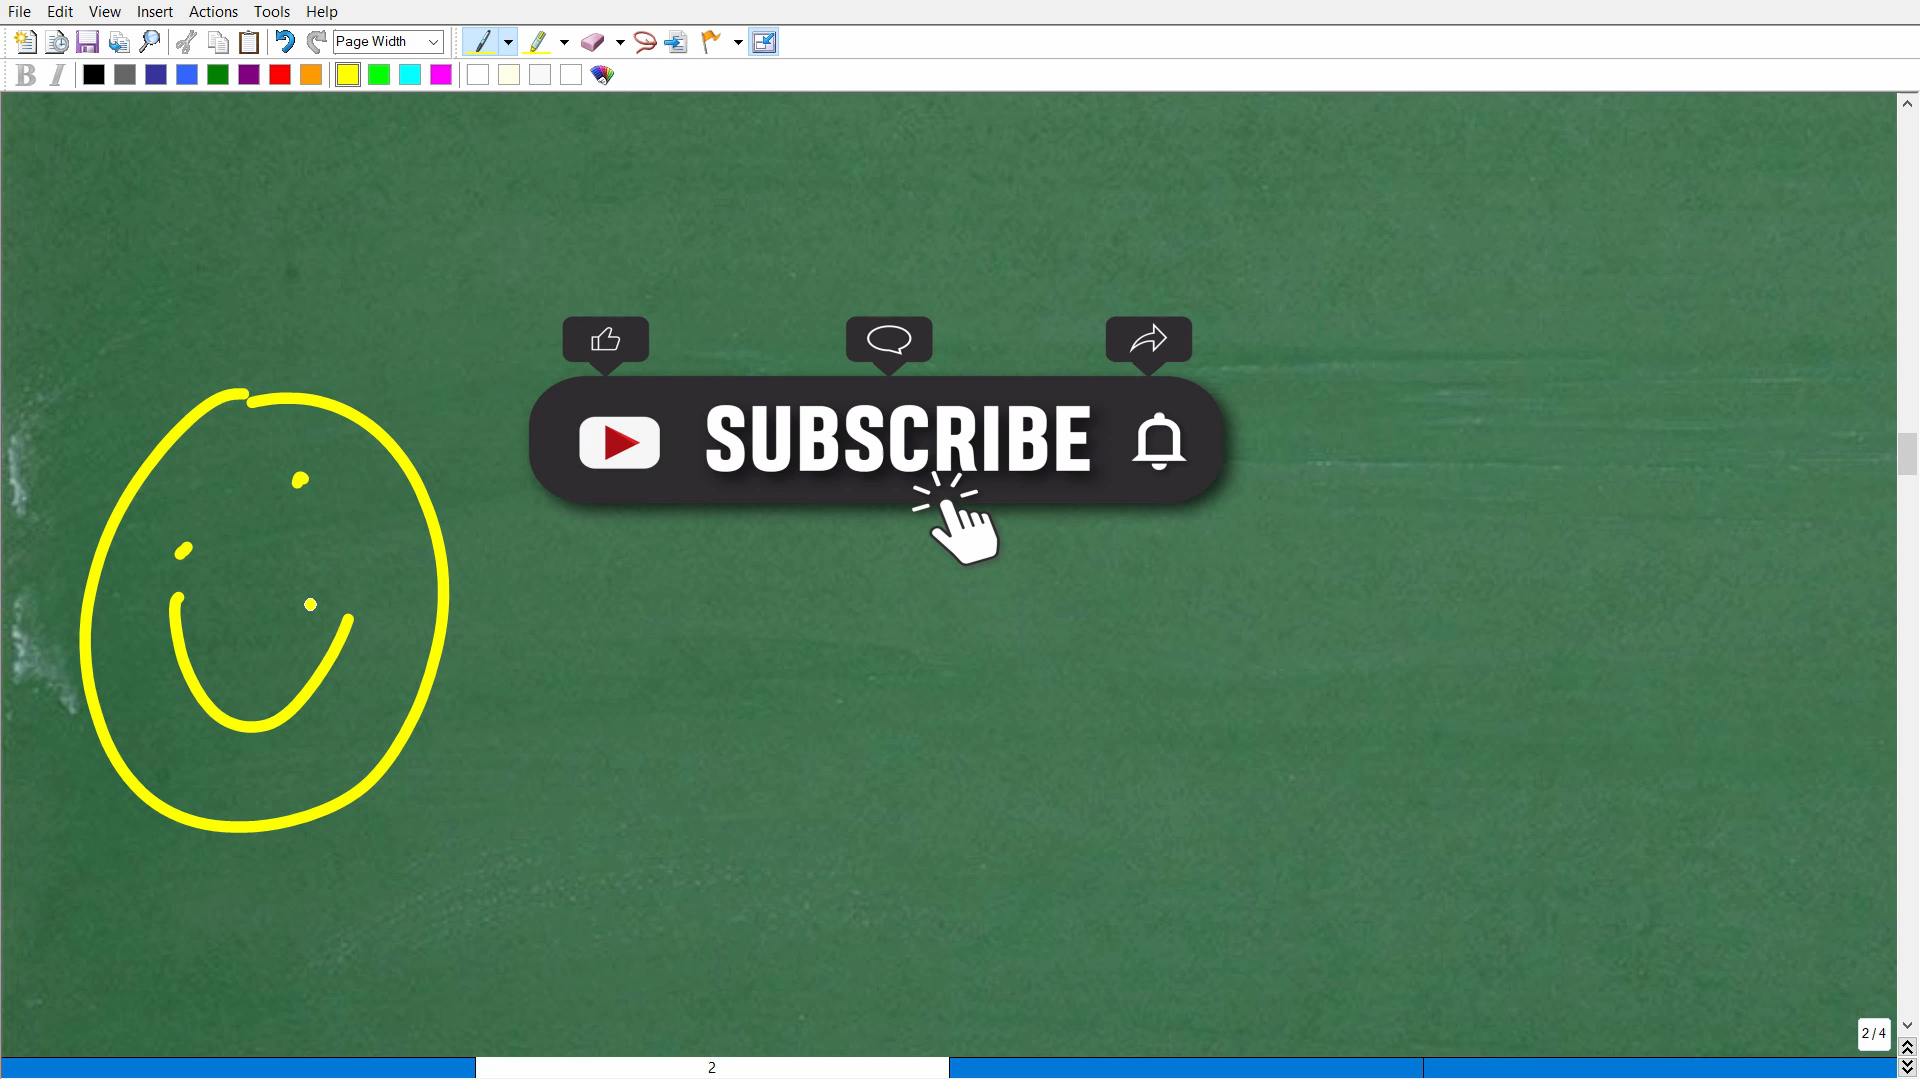 File Edit View Insert Actions Tools Help
Page Width
B I
SUBSCRIBE
2 / 4
2